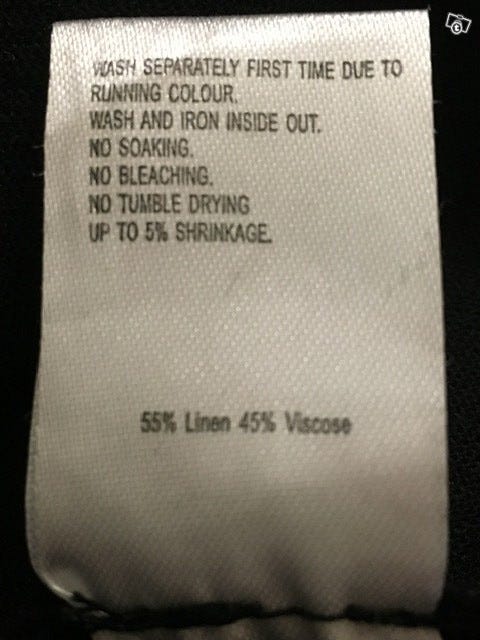 WASH SEPARATELY FIRST TIME DUE TO
RUNNING COLOUR.
WASH AND IRON INSIDE OUT.
NO SOAKING.
NO BLEACHING.
NO TUMBLE DRYING
UP TO 5% SHRINKAGE.
55% Linen 45% Viscose